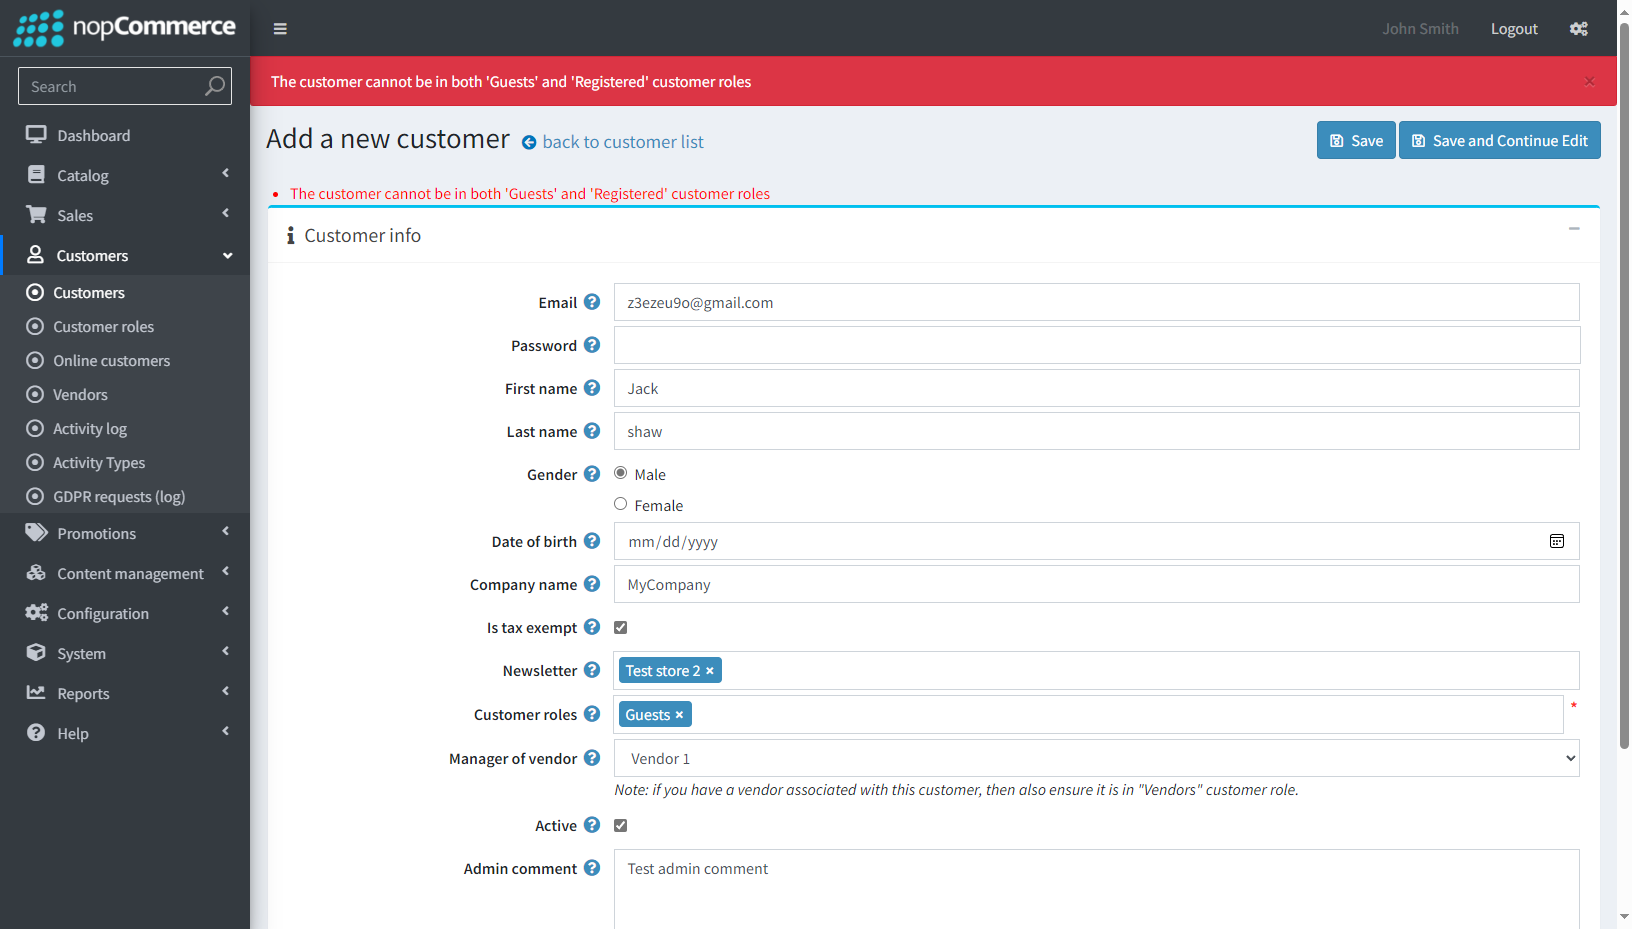 nopCommerce
John Smith
Logout
Search
The customer cannot be in both 'Guests' and 'Registered' customer roles
×
Dashboard
Catalog
Sales
Customers
Customers
Customer roles
Online customers
Vendors
Activity log
Activity Types
GDPR requests (log)
Promotions
Content management
Configuration
System
Reports
Help
Add a new customer
back to customer list
Save
Save and Continue Edit
The customer cannot be in both 'Guests' and 'Registered' customer roles
Customer info
Email
z3ezeu9o@gmail.com
Password
First name
Jack
Last name
shaw
Gender
Male
Female
Date of birth
mm/dd/yyyy
Company name
MyCompany
Is tax exempt
Newsletter
Test store 2 ×
Customer roles
Guests ×
*
Manager of vendor
Vendor 1
Note: if you have a vendor associated with this customer, then also ensure it is in "Vendors" customer role.
Active
Admin comment
Test admin comment